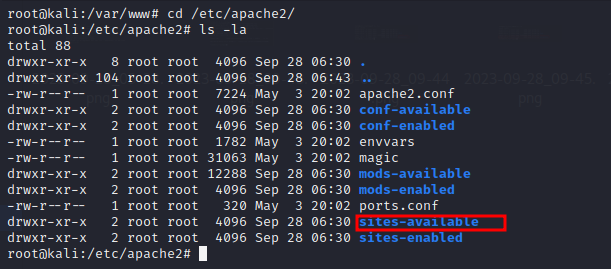 root@kali:/var/www# cd /etc/apache2/
root@kali:/etc/apache2# ls -la
total 88
drwxr-xr-x   8 root root  4096 Sep 28 06:30 .
drwxr-xr-x 104 root root  4096 Sep 28 06:43 ..
-rw-r--r--   1 root root  7224 May  3 20:02 apache2.conf
drwxr-xr-x   2 root root  4096 Sep 28 06:30 conf-available
drwxr-xr-x   2 root root  4096 Sep 28 06:30 conf-enabled
-rw-r--r--   1 root root  1782 May  3 20:02 envvars
-rw-r--r--   1 root root 31063 May  3 20:02 magic
drwxr-xr-x   2 root root 12288 Sep 28 06:30 mods-available
drwxr-xr-x   2 root root  4096 Sep 28 06:30 mods-enabled
-rw-r--r--   1 root root   320 May  3 20:02 ports.conf
drwxr-xr-x   2 root root  4096 Sep 28 06:30 sites-available
drwxr-xr-x   2 root root  4096 Sep 28 06:30 sites-enabled
root@kali:/etc/apache2#